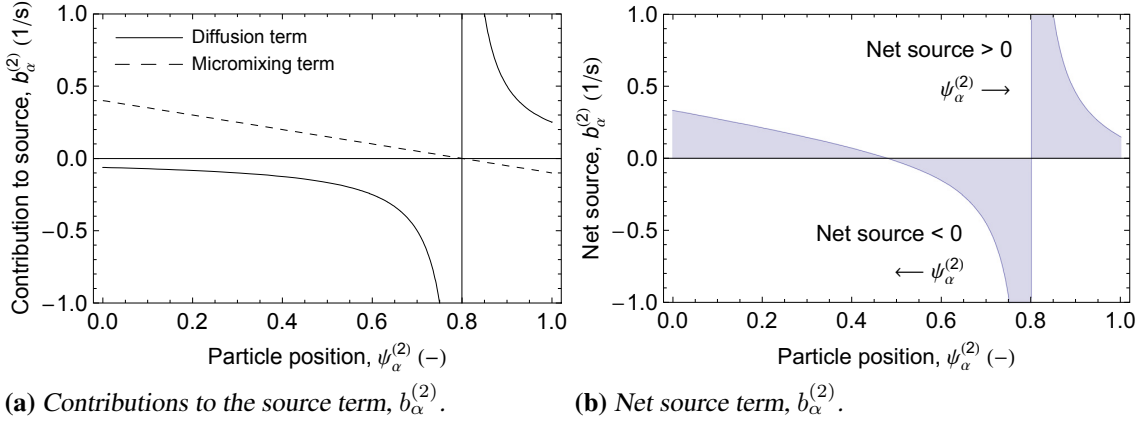 Contribution to source, b_α^(2) (1/s)
1.0
0.5
0.0
−0.5
−1.0
Diffusion term
Micromixing term
0.0 0.2 0.4 0.6 0.8 1.0
Particle position, ψ_α^(2) (−)
(a) Contributions to the source term, b_α^(2).
Net source, b_α^(2) (1/s)
1.0
0.5
0.0
−0.5
−1.0
Net source > 0
ψ_α^(2) ⟶
Net source < 0
⟵ ψ_α^(2)
0.0 0.2 0.4 0.6 0.8 1.0
Particle position, ψ_α^(2) (−)
(b) Net source term, b_α^(2).